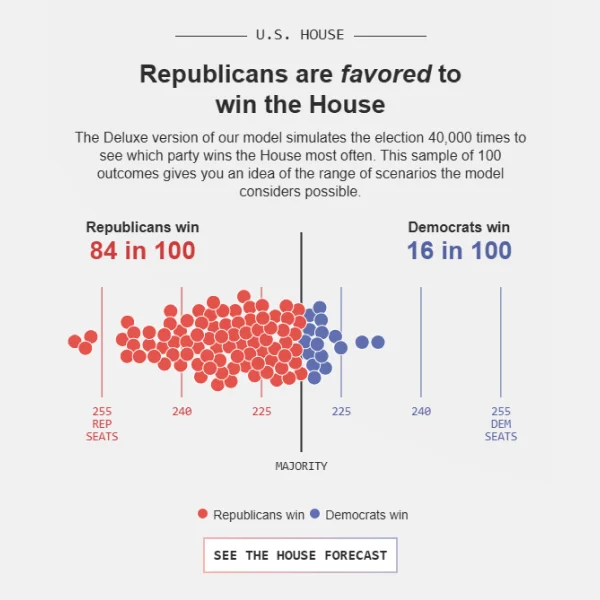 U.S. HOUSE
Republicans are favored to
win the House
The Deluxe version of our model simulates the election 40,000 times to
see which party wins the House most often. This sample of 100
outcomes gives you an idea of the range of scenarios the model
considers possible.
Republicans win
84 in 100
Democrats win
16 in 100
255
REP
SEATS
240
225
225
240
255
DEM
SEATS
MAJORITY
Republicans win
Democrats win
SEE THE HOUSE FORECAST